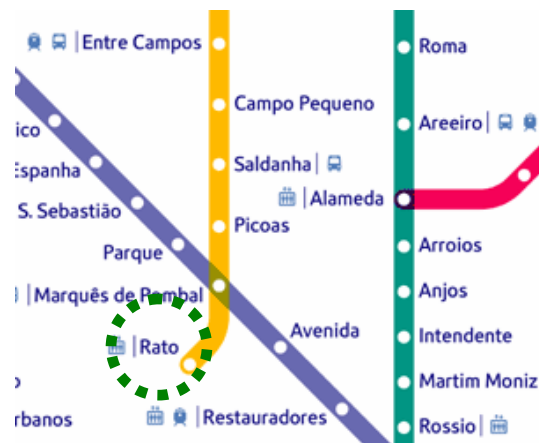 Entre Campos
Roma
Campo Pequeno
Areeiro
ico
Saldanha
Espanha
Alameda
S. Sebastião
Picoas
Parque
Arroios
Marquês de Pombal
Anjos
Avenida
Intendente
Rato
Martim Moniz
rbanos
Restauradores
Rossio